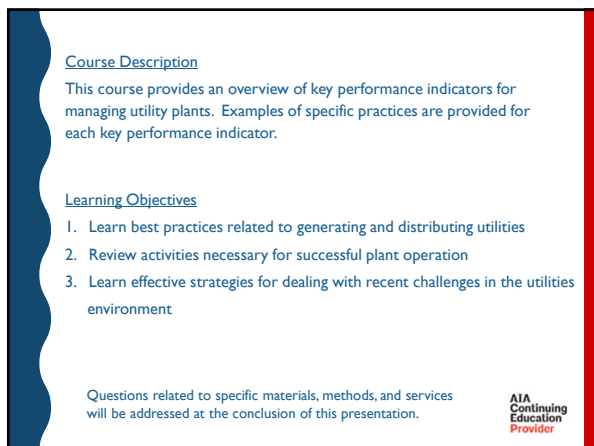 Course Description
This course provides an overview of key performance indicators for
managing utility plants.  Examples of specific practices are provided for
each key performance indicator.
Learning Objectives
1. Learn best practices related to generating and distributing utilities
2. Review activities necessary for successful plant operation
3. Learn effective strategies for dealing with recent challenges in the utilities
environment
Questions related to specific materials, methods, and services
will be addressed at the conclusion of this presentation.
AIA
Continuing
Education
Provider